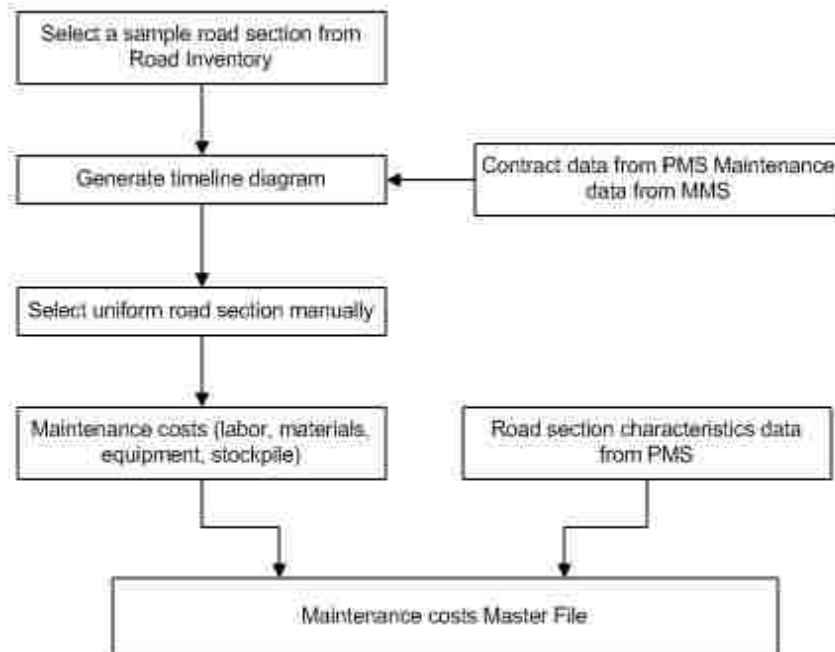 Select a sample road section from
Road Inventory
Generate timeline diagram
Contract data from PMS Maintenance
data from MMS
Select uniform road section manually
Maintenance costs (labor, materials,
equipment, stockpile)
Road section characteristics data
from PMS
Maintenance costs Master File